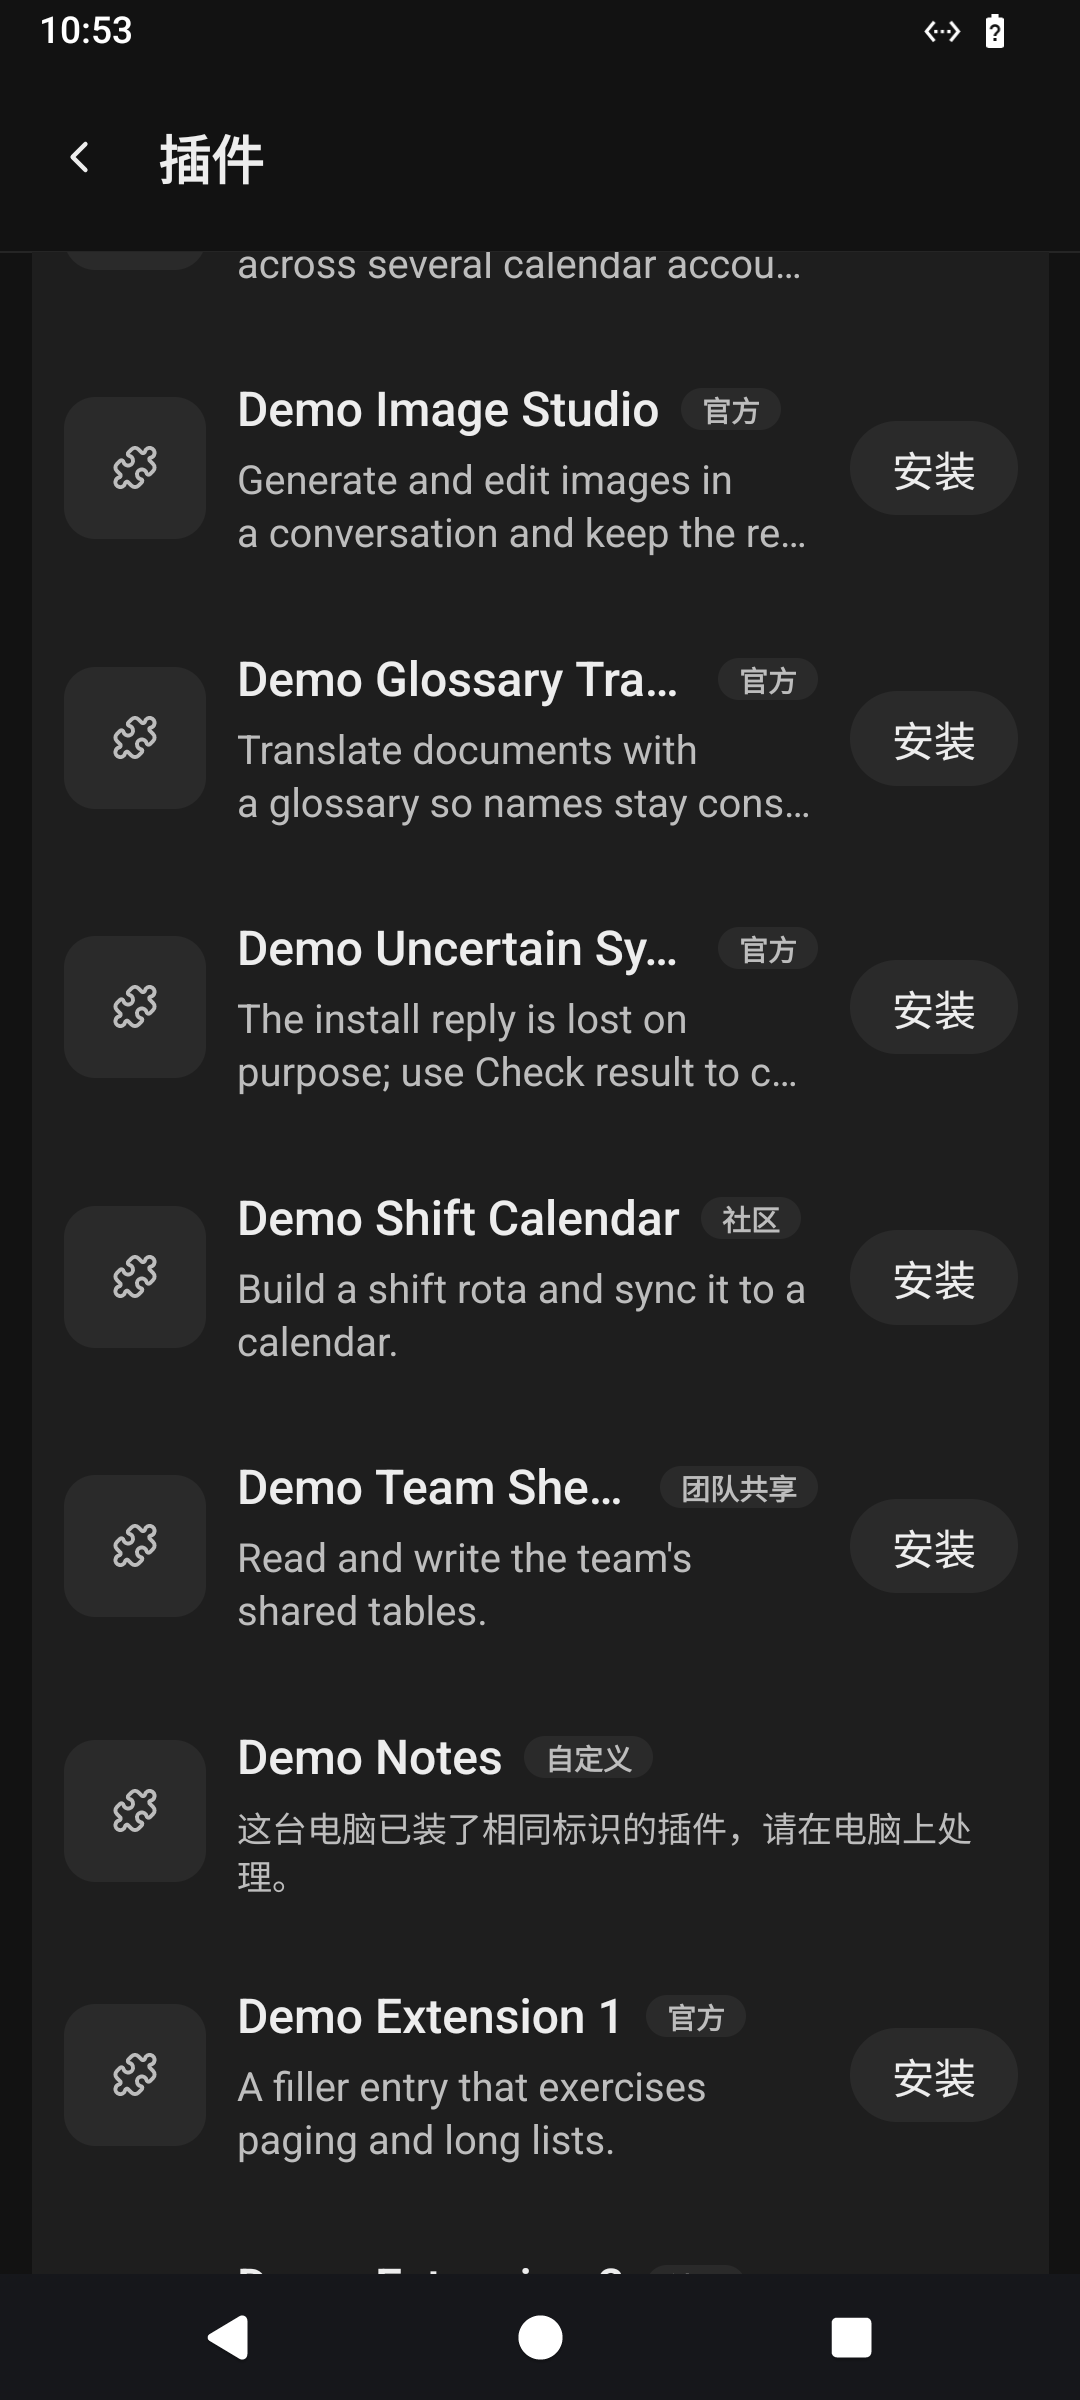 10:53
插件
across several calendar accou...
Demo Image Studio 官方
Generate and edit images in
a conversation and keep the re...
安装
Demo Glossary Tra... 官方
Translate documents with
a glossary so names stay cons...
安装
Demo Uncertain Sy... 官方
The install reply is lost on
purpose; use Check result to c...
安装
Demo Shift Calendar 社区
Build a shift rota and sync it to a
calendar.
安装
Demo Team She... 团队共享
Read and write the team's
shared tables.
安装
Demo Notes 自定义
这台电脑已装了相同标识的插件，请在电脑上处
理。
Demo Extension 1 官方
A filler entry that exercises
paging and long lists.
安装